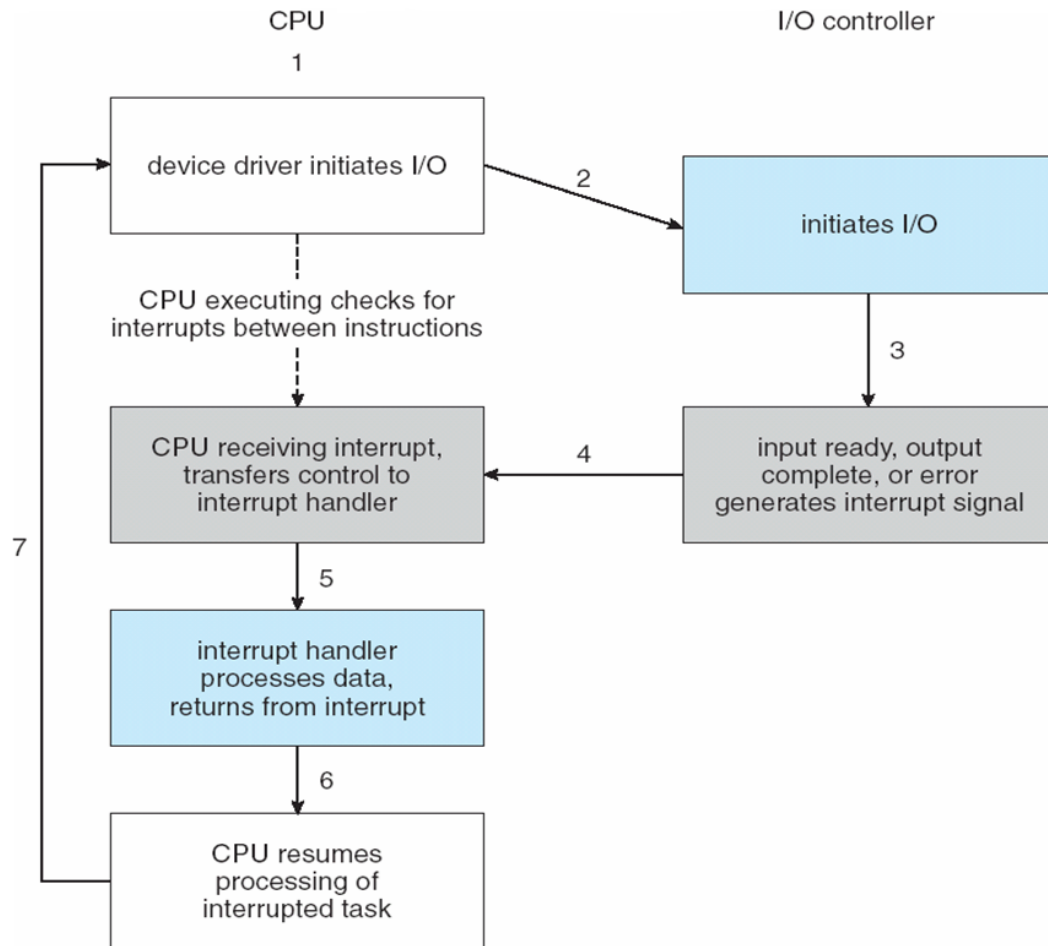 CPU
I/O controller
1
device driver initiates I/O
2
initiates I/O
CPU executing checks for
interrupts between instructions
3
CPU receiving interrupt,
transfers control to
interrupt handler
4
input ready, output
complete, or error
generates interrupt signal
7
5
interrupt handler
processes data,
returns from interrupt
6
CPU resumes
processing of
interrupted task